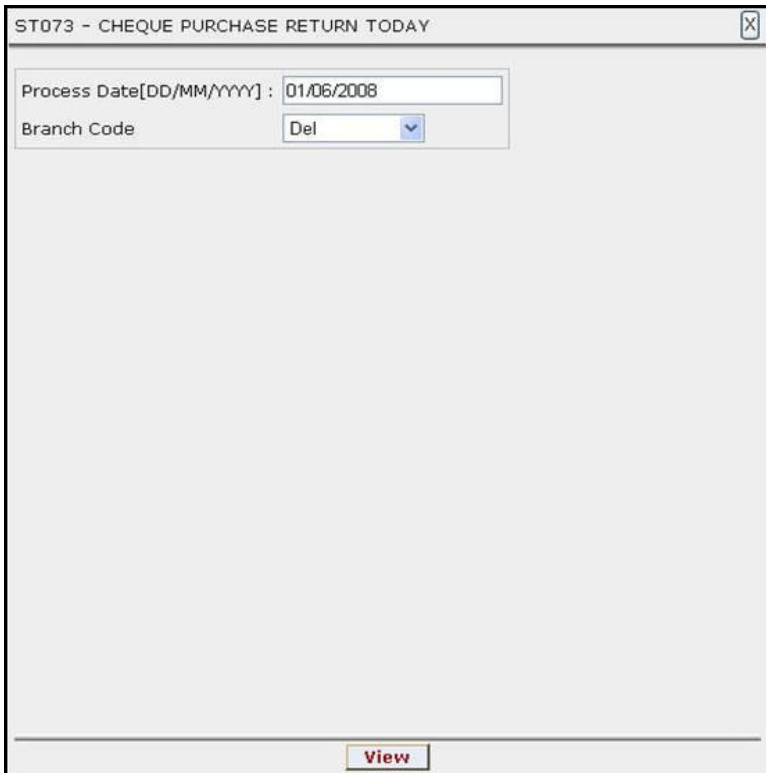 ST073 - CHEQUE PURCHASE RETURN TODAY X
Process Date[DD/MM/YYYY] : 01/06/2008
Branch Code Del
View